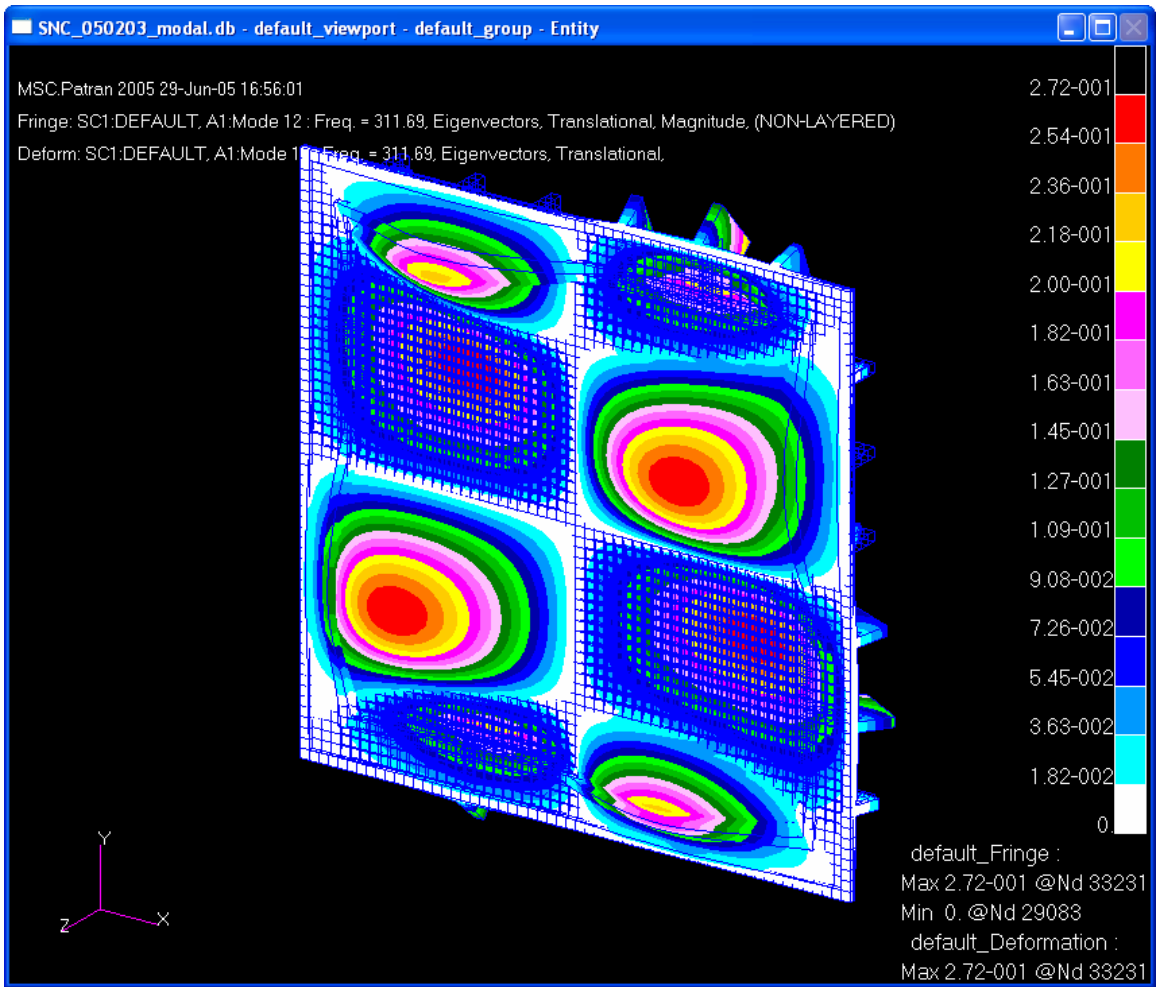 SNC_050203_modal.db - default_viewport - default_group - Entity
MSC.Patran 2005 29-Jun-05 16:56:01
Fringe: SC1:DEFAULT, A1:Mode 12 : Freq. = 311.69, Eigenvectors, Translational, Magnitude, (NON-LAYERED)
Deform: SC1:DEFAULT, A1:Mode 1 Freq. = 311.69, Eigenvectors, Translational,
2.72-001
2.54-001
2.36-001
2.18-001
2.00-001
1.82-001
1.63-001
1.45-001
1.27-001
1.09-001
9.08-002
7.26-002
5.45-002
3.63-002
1.82-002
0.
default_Fringe :
Max 2.72-001 @Nd 33231
Min 0. @Nd 29083
default_Deformation :
Max 2.72-001 @Nd 33231
Y
Z
X